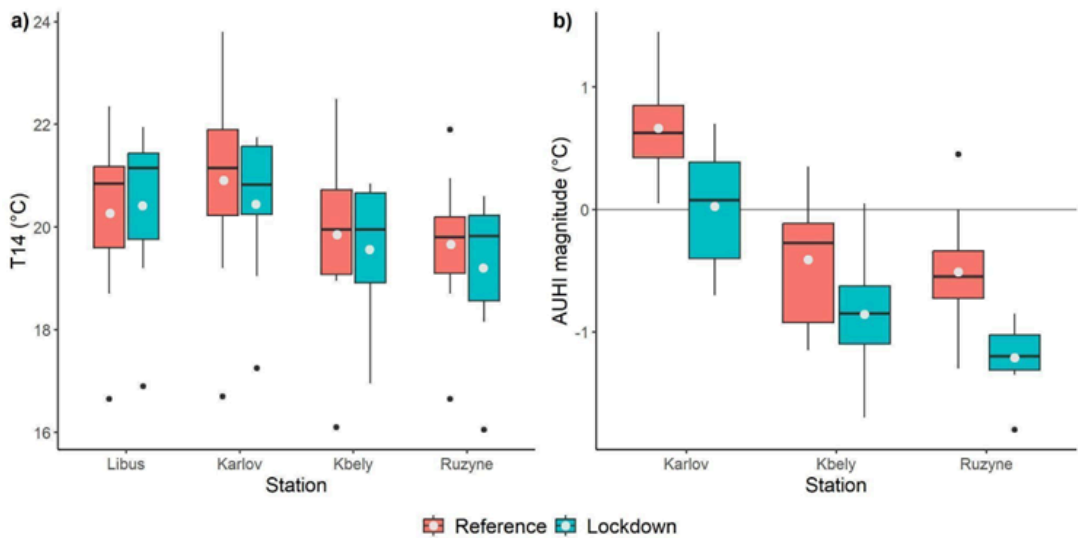 a)
24
22
20
18
16
T14 (°C)
Libus Karlov Kbely Ruzyne
Station
b)
1
0
-1
AUHI magnitude (°C)
Karlov Kbely Ruzyne
Station
Reference Lockdown